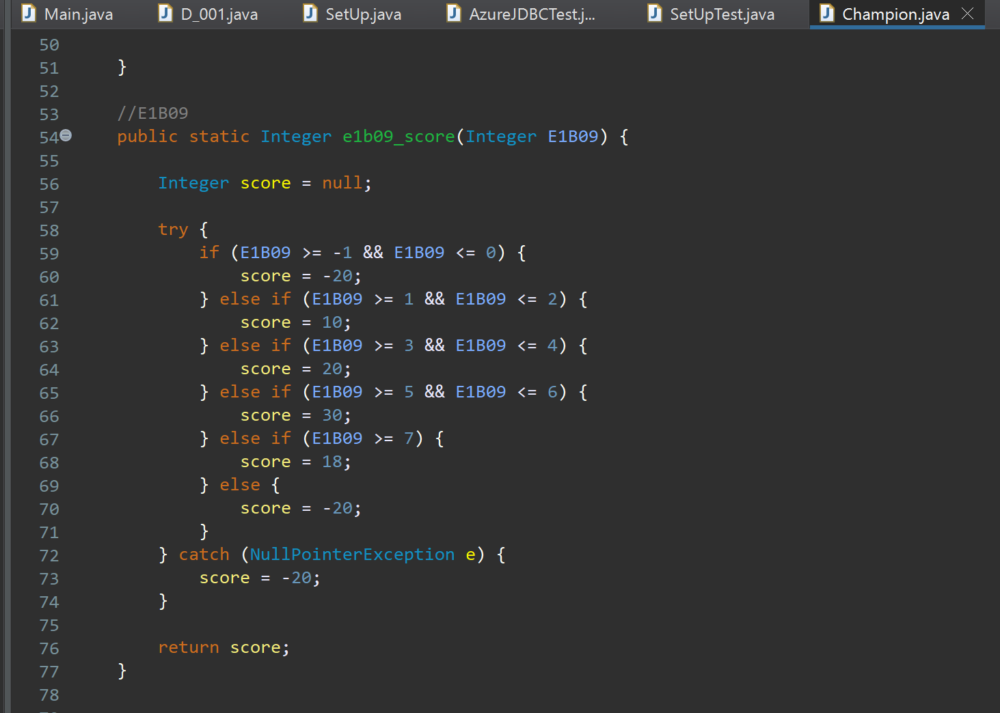 Main.java D_001.java SetUp.java AzureJDBCTest.j... SetUpTest.java Champion.java
50
51 }
52
53 //E1B09
54 public static Integer e1b09_score(Integer E1B09) {
55
56 Integer score = null;
57
58 try {
59 if (E1B09 >= -1 && E1B09 <= 0) {
60 score = -20;
61 } else if (E1B09 >= 1 && E1B09 <= 2) {
62 score = 10;
63 } else if (E1B09 >= 3 && E1B09 <= 4) {
64 score = 20;
65 } else if (E1B09 >= 5 && E1B09 <= 6) {
66 score = 30;
67 } else if (E1B09 >= 7) {
68 score = 18;
69 } else {
70 score = -20;
71 }
72 } catch (NullPointerException e) {
73 score = -20;
74 }
75
76 return score;
77 }
78